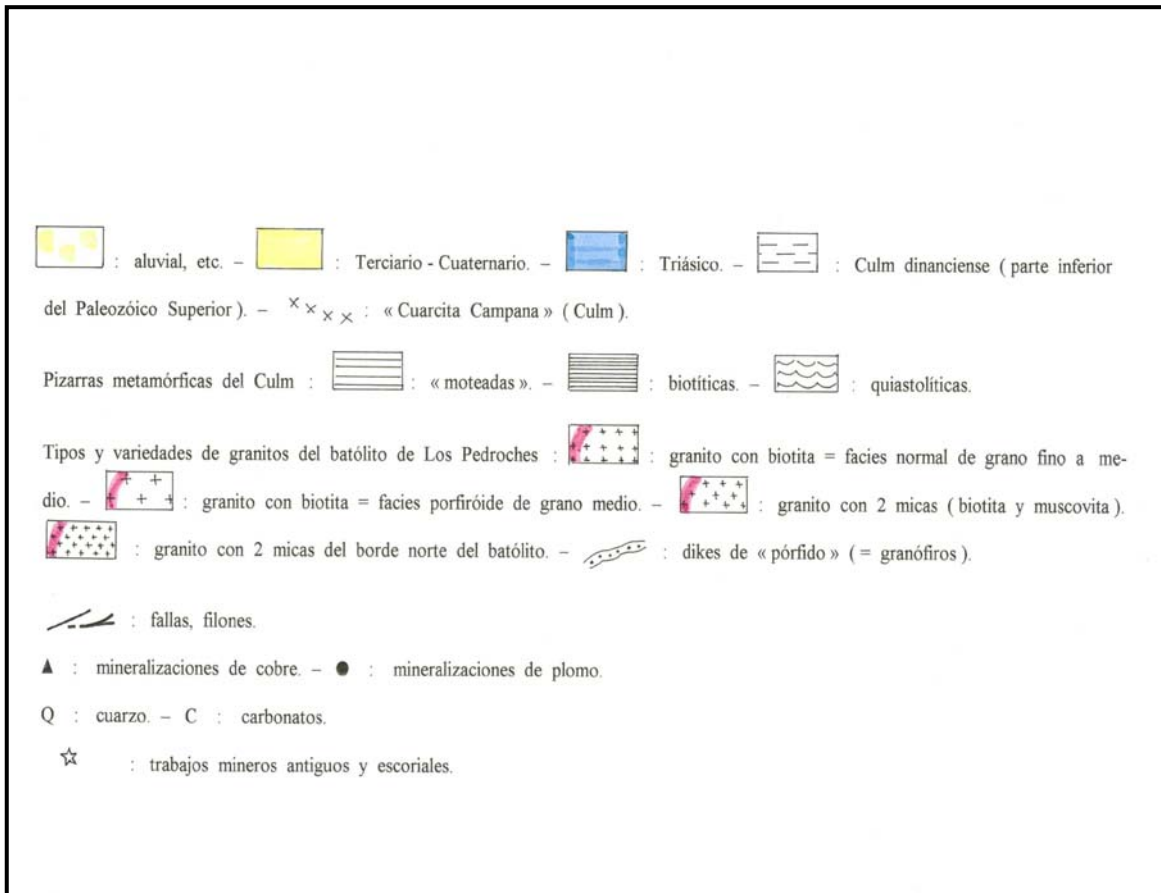 : aluvial, etc. – : Terciario - Cuaternario. – : Triásico. – : Culm dinanciense ( parte inferior
del Paleozóico Superior ). – × × × × : « Cuarcita Campana » ( Culm ).
Pizarras metamórficas del Culm : : « moteadas ». – : biotíticas. – : quiastolíticas.
Tipos y variedades de granitos del batólito de Los Pedroches : : granito con biotita = facies normal de grano fino a me-
dio. – : granito con biotita = facies porfiróide de grano medio. – : granito con 2 micas ( biotita y muscovita ).
: granito con 2 micas del borde norte del batólito. – : dikes de « pórfido » ( = granófiros ).
: fallas, filones.
▲ : mineralizaciones de cobre. – ● : mineralizaciones de plomo.
Q : cuarzo. – C : carbonatos.
☆ : trabajos mineros antiguos y escoriales.